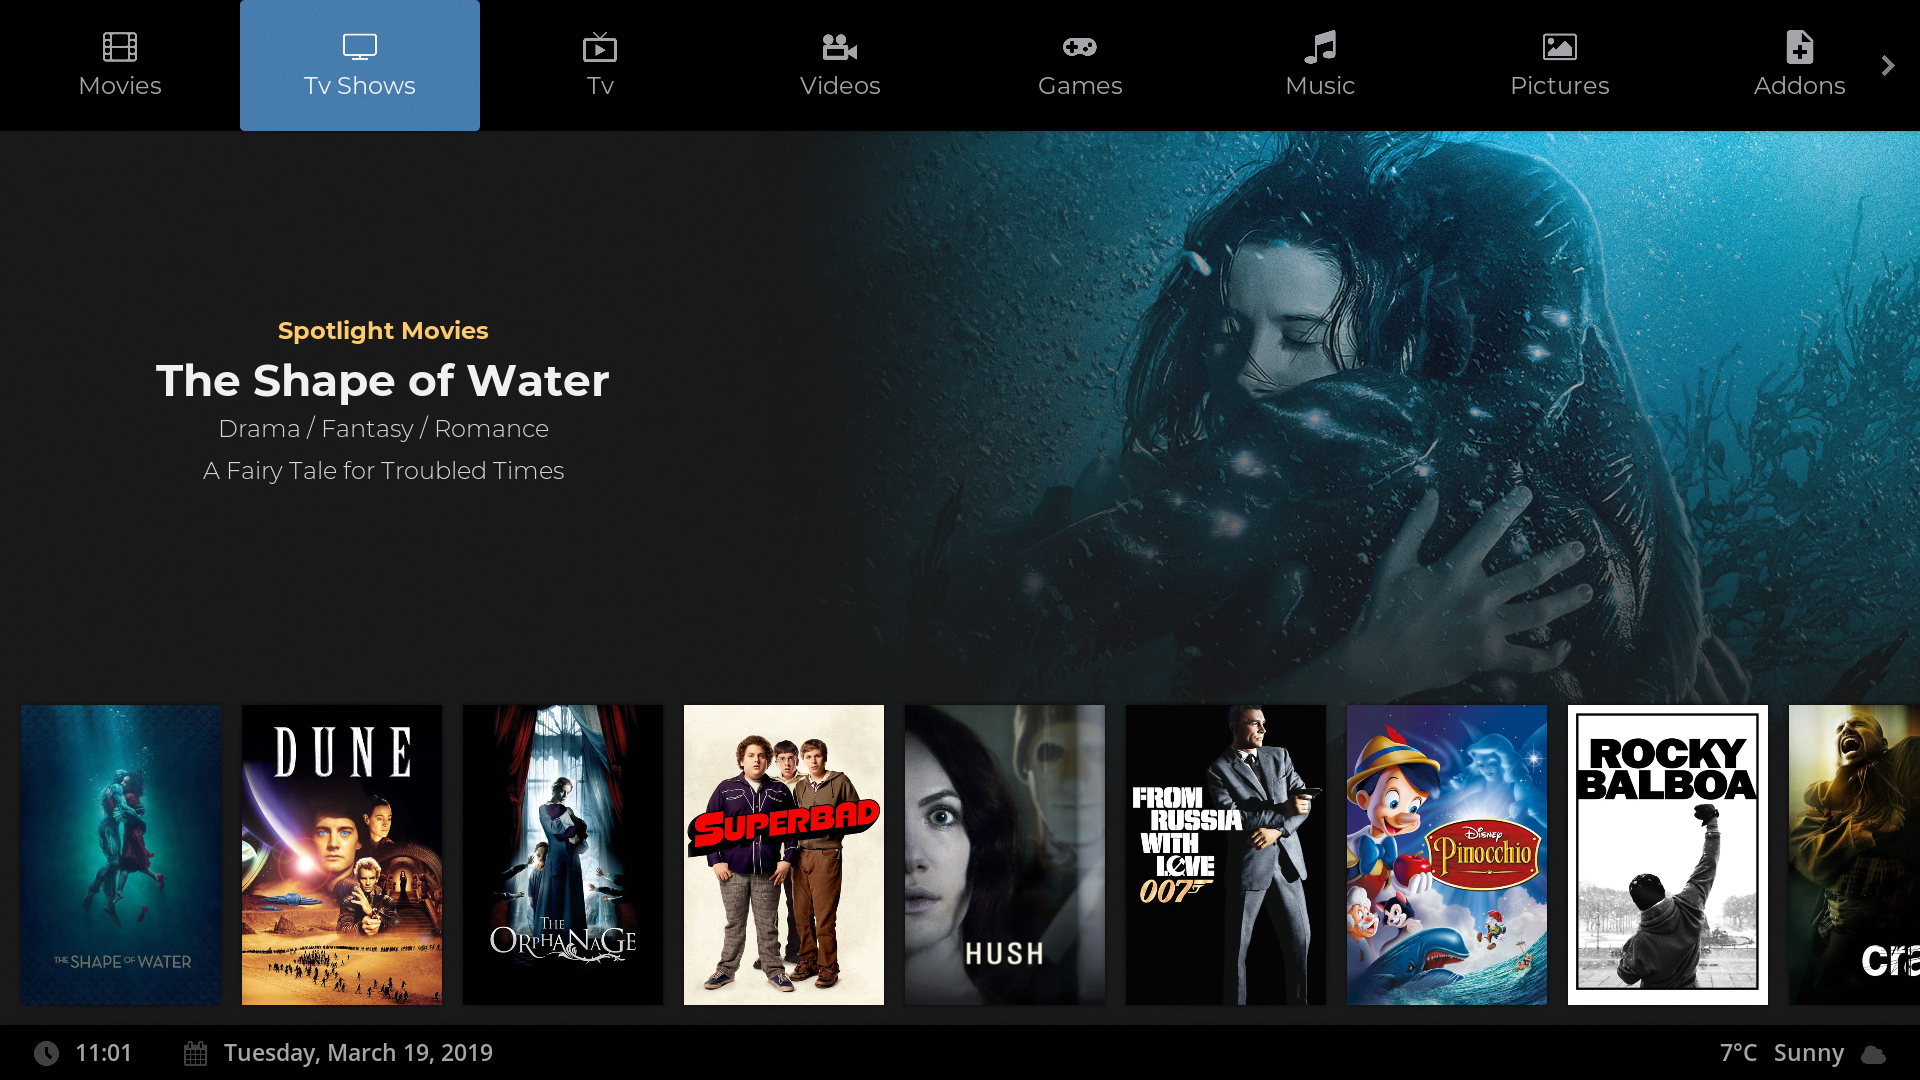 Movies
Tv Shows
Tv
Videos
Games
Music
Pictures
Addons
Spotlight Movies
The Shape of Water
Drama / Fantasy / Romance
A Fairy Tale for Troubled Times
THE SHAPE OF WATER
DUNE
THE
ORPHANAGE
SUPERBAD
HUSH
FROM
RUSSIA
WITH
LOVE
007
Disney
Pinocchio
ROCKY
BALBOA
cra
11:01
Tuesday, March 19, 2019
7°C Sunny